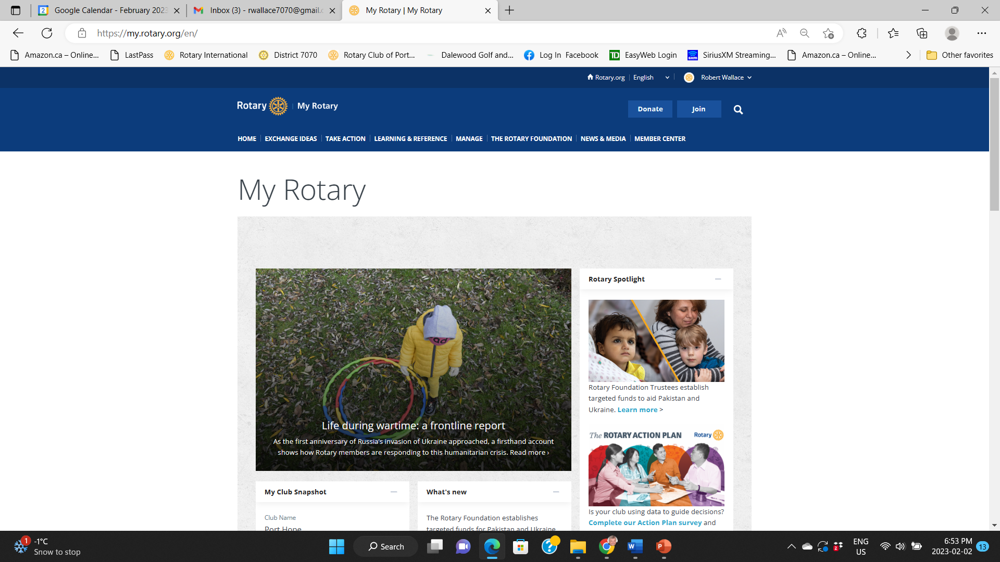 Google Calendar - February 2023
Inbox (3) - rwallace7070@gmail.c
My Rotary | My Rotary
https://my.rotary.org/en/
Amazon.ca – Online...
LastPass
Rotary International
District 7070
Rotary Club of Port...
Dalewood Golf and...
Log In Facebook
EasyWeb Login
SiriusXM Streaming...
Amazon.ca – Online...
Other favorites
Rotary.org
English
Robert Wallace
Rotary
My Rotary
Donate
Join
HOME
EXCHANGE IDEAS
TAKE ACTION
LEARNING & REFERENCE
MANAGE
THE ROTARY FOUNDATION
NEWS & MEDIA
MEMBER CENTER
My Rotary
Life during wartime: a frontline report
As the first anniversary of Russia's invasion of Ukraine approached, a firsthand account
shows how Rotary members are responding to this humanitarian crisis. Read more ›
Rotary Spotlight
Rotary Foundation Trustees establish
targeted funds to aid Pakistan and
Ukraine. Learn more >
The ROTARY ACTION PLAN
Rotary
Is your club using data to guide decisions?
Complete our Action Plan survey and
My Club Snapshot
Club Name
Port Hope
What's new
The Rotary Foundation establishes
targeted funds for Pakistan and Ukraine
1
-1°C
Snow to stop
Search
2
ENG
US
6:53 PM
2023-02-02
13